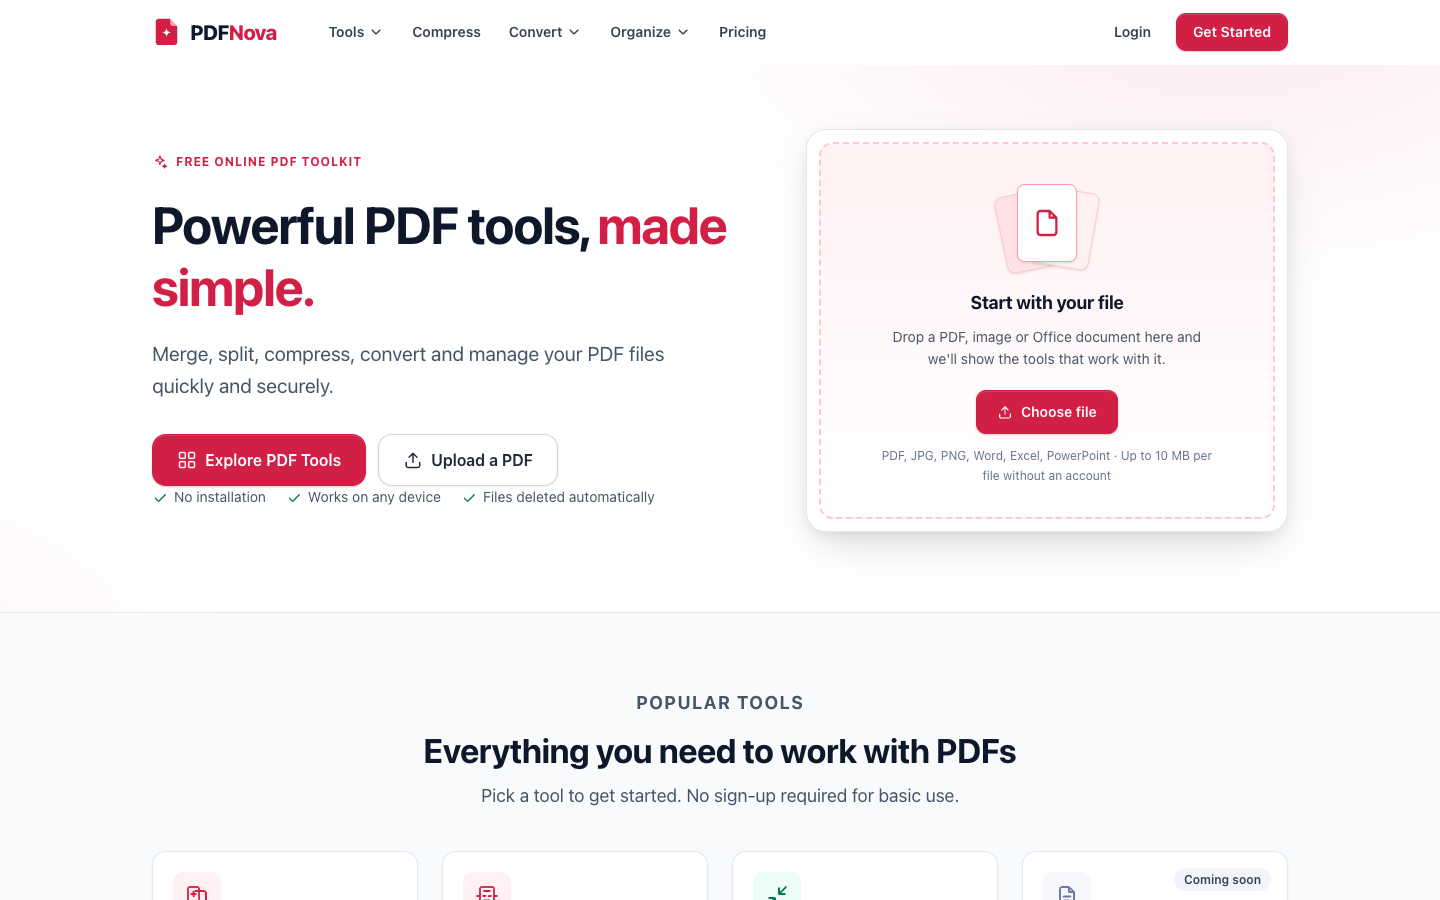 PDFNova
Tools
Compress
Convert
Organize
Pricing
Login
Get Started
FREE ONLINE PDF TOOLKIT
Powerful PDF tools, made
simple.
Merge, split, compress, convert and manage your PDF files
quickly and securely.
Explore PDF Tools
Upload a PDF
No installation
Works on any device
Files deleted automatically
Start with your file
Drop a PDF, image or Office document here and
we'll show the tools that work with it.
Choose file
PDF, JPG, PNG, Word, Excel, PowerPoint · Up to 10 MB per
file without an account
POPULAR TOOLS
Everything you need to work with PDFs
Pick a tool to get started. No sign-up required for basic use.
Coming soon